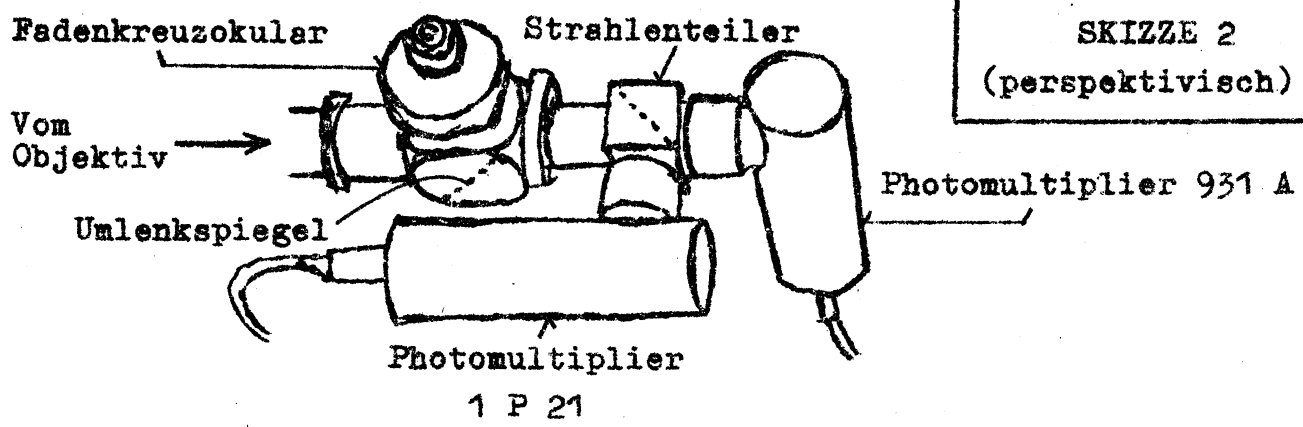 Fadenkreuzokular
Strahlenteiler
SKIZZE 2
(perspektivisch)
Vom
Objektiv
Photomultiplier 931 A
Umlenkspiegel
Photomultiplier
1 P 21